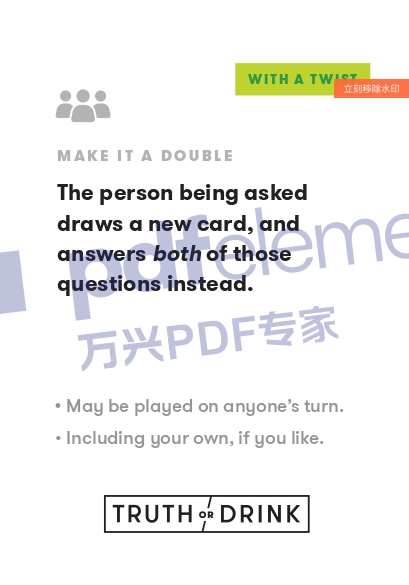 WITH A TWIST
立刻移除水印
MAKE IT A DOUBLE
The person being asked
draws a new card, and
answers both of those
questions instead.
pdfeleme
万兴PDF专家
• May be played on anyone's turn.
• Including your own, if you like.
TRUTH OR DRINK